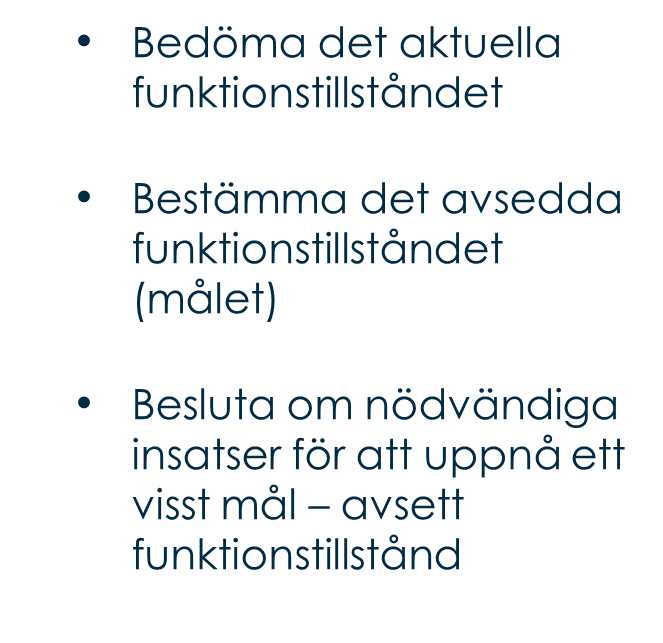 • Bedöma det aktuella
funktionstillståndet
• Bestämma det avsedda
funktionstillståndet
(målet)
• Besluta om nödvändiga
insatser för att uppnå ett
visst mål – avsett
funktionstillstånd